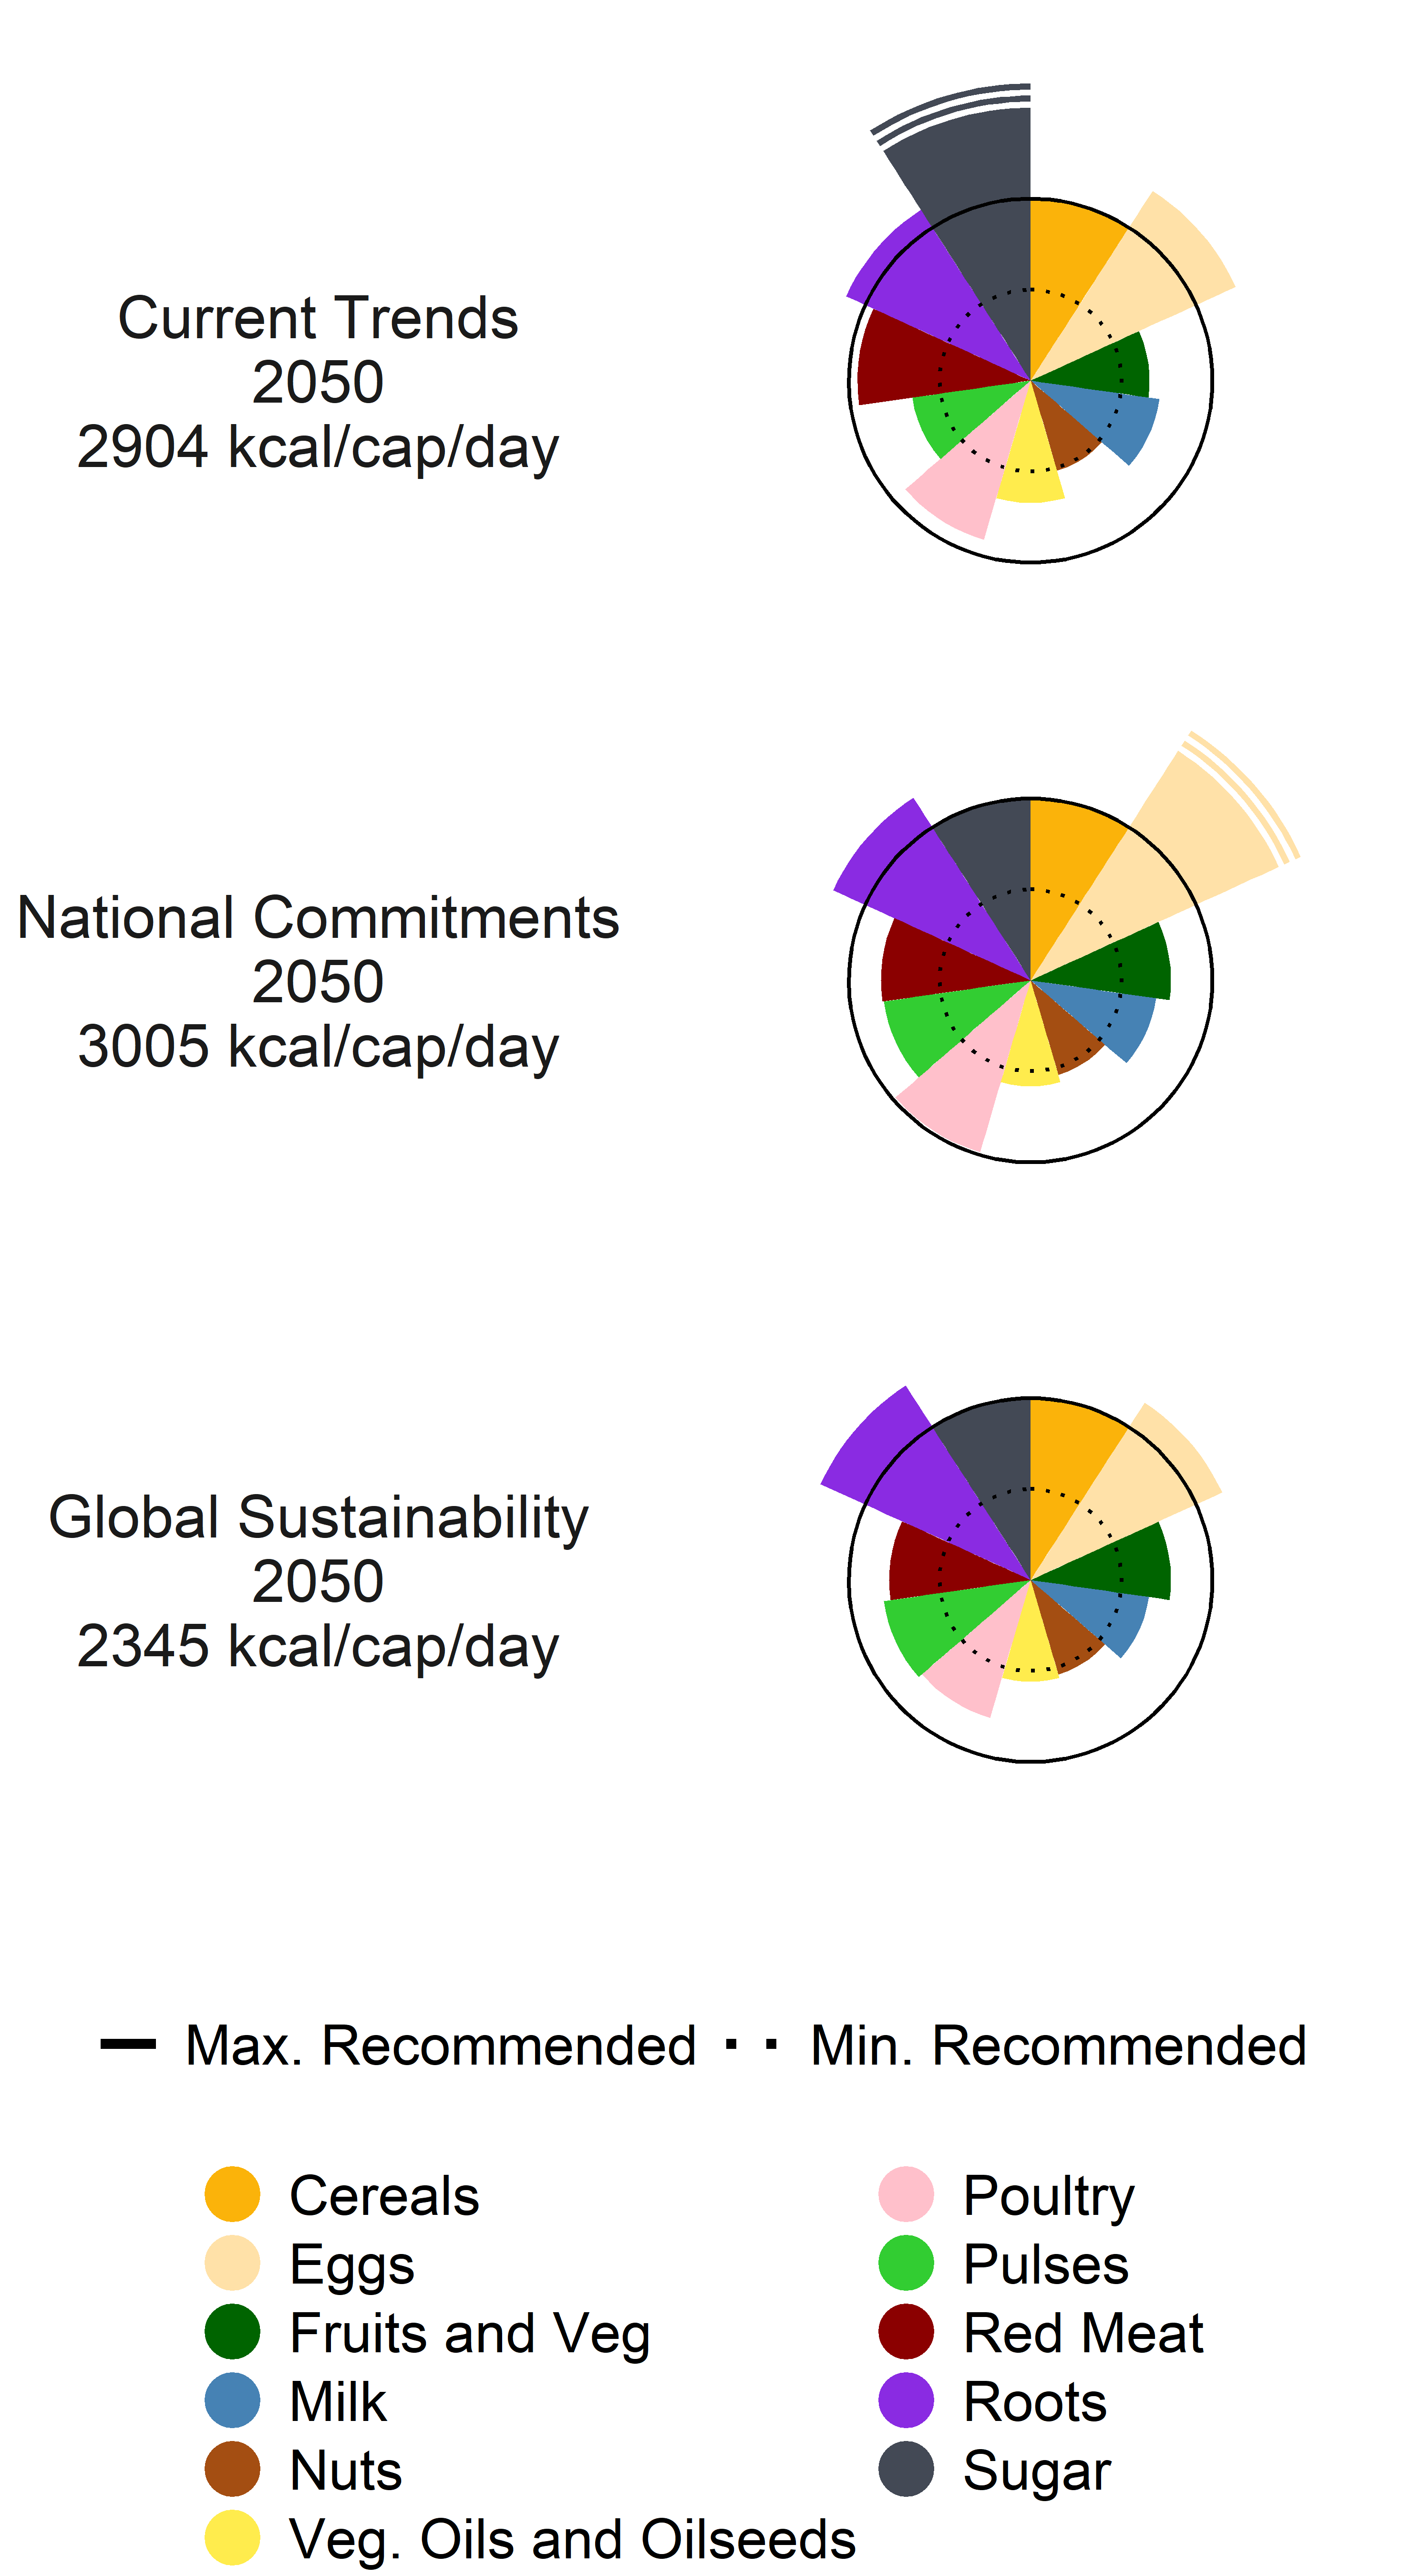 Current Trends
2050
2904 kcal/cap/day
National Commitments
2050
3005 kcal/cap/day
Global Sustainability
2050
2345 kcal/cap/day
Max. Recommended
Min. Recommended
Cereals
Eggs
Fruits and Veg
Milk
Nuts
Veg. Oils and Oilseeds
Poultry
Pulses
Red Meat
Roots
Sugar